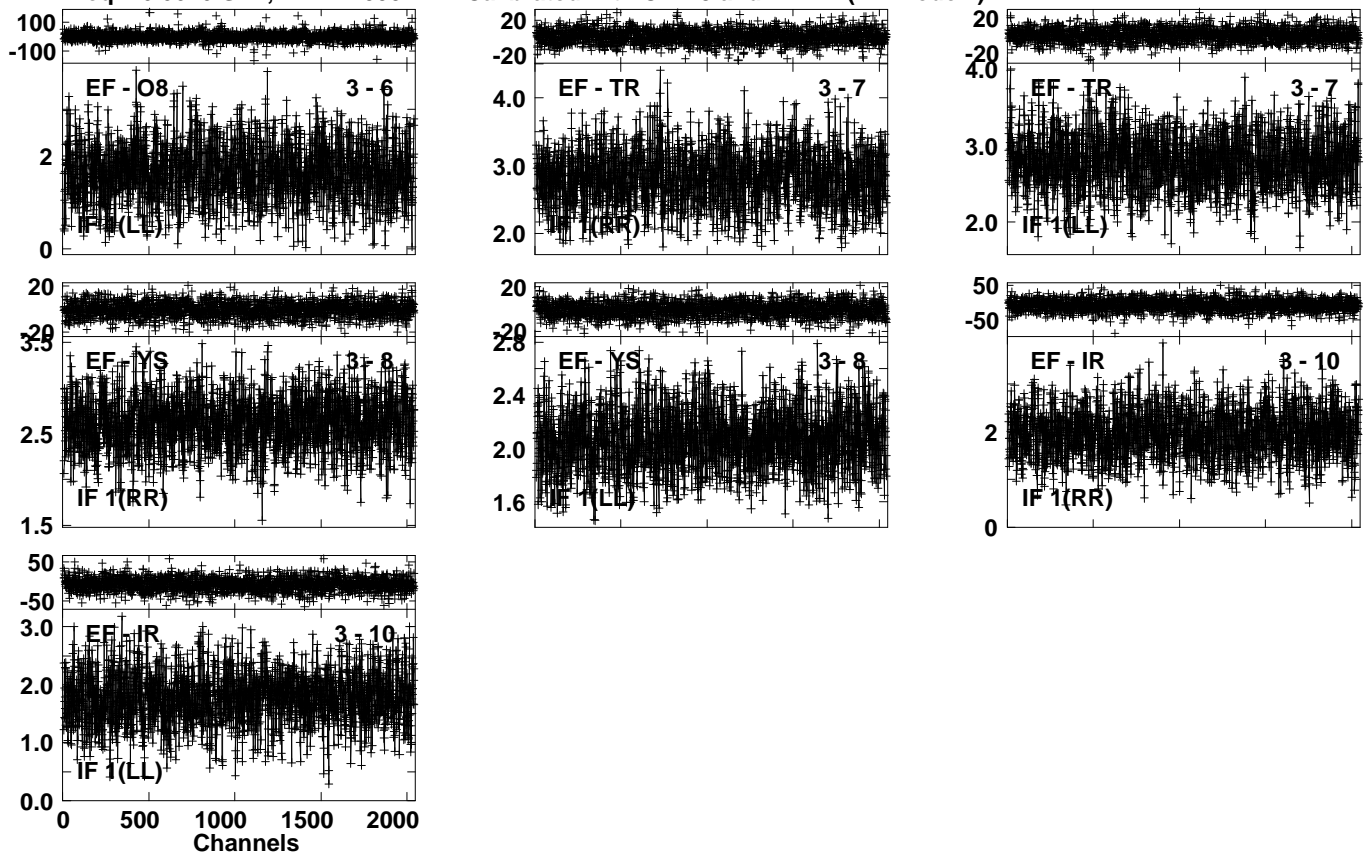 100
-100
EF - O8 3 - 6
2
IF 1(LL)
0
20
-20
EF - TR 3 - 7
4.0
3.0
IF 1(RR)
2.0
20
-20
4.0
EF - TR 3 - 7
3.0
2.0
IF 1(LL)
20
-20
3.5
EF - YS 3 - 8
2.5
IF 1(RR)
1.5
20
-20
2.8
EF - YS 3 - 8
2.4
2.0
1.6
IF 1(LL)
50
-50
EF - IR 3 - 10
2
IF 1(RR)
0
50
-50
3.0
EF - IR 3 - 10
2.0
1.0
IF 1(LL)
0.0
0 500 1000 1500 2000
Channels